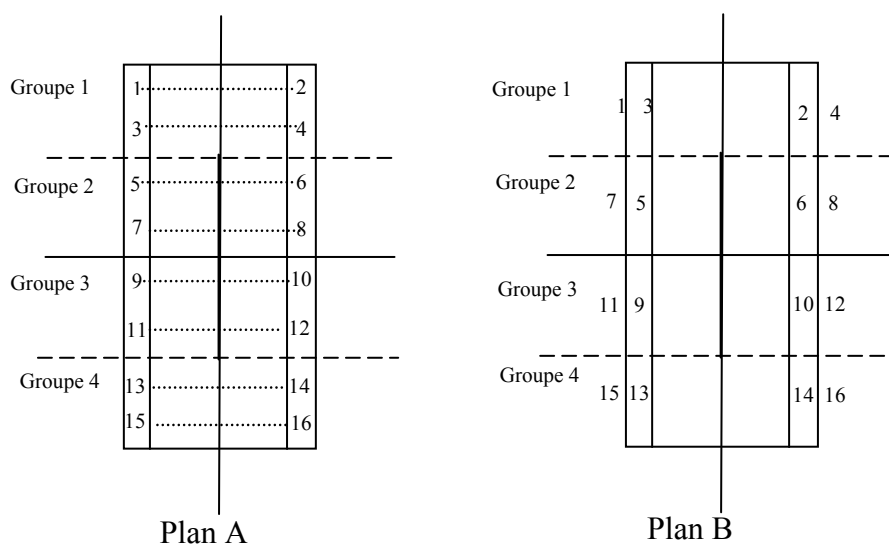 Groupe 1
1 2
3 4
Groupe 2
5 6
7 8
Groupe 3
9 10
11 12
Groupe 4
13 14
15 16
Plan A
Groupe 1
1 3 2 4
Groupe 2
7 5 6 8
Groupe 3
11 9 10 12
Groupe 4
15 13 14 16
Plan B